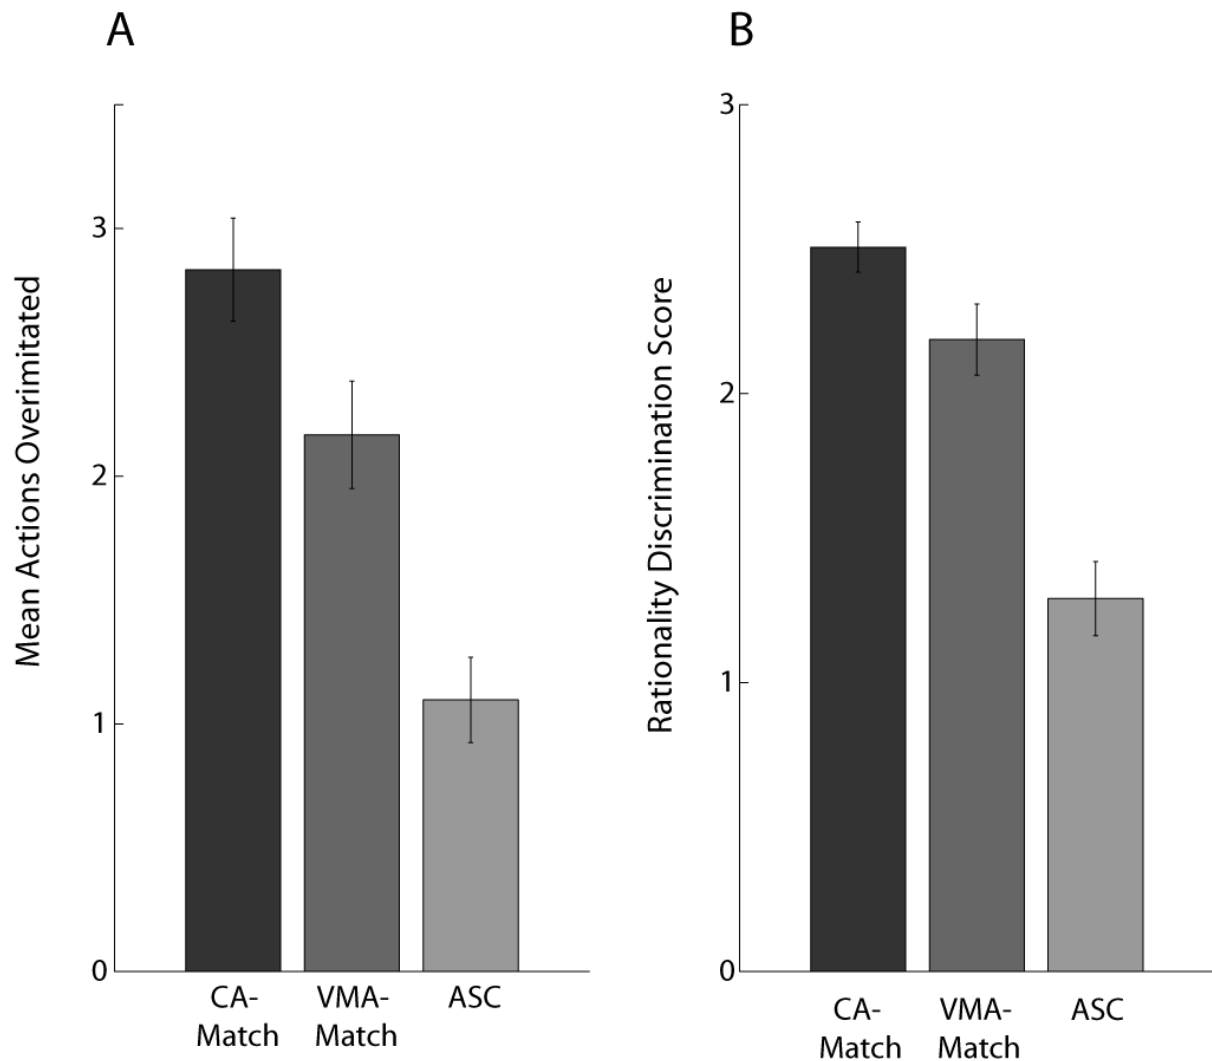 A
Mean Actions Overimitated
3
2
1
0
CA-
Match
VMA-
Match
ASC
B
Rationality Discrimination Score
3
2
1
0
CA-
Match
VMA-
Match
ASC